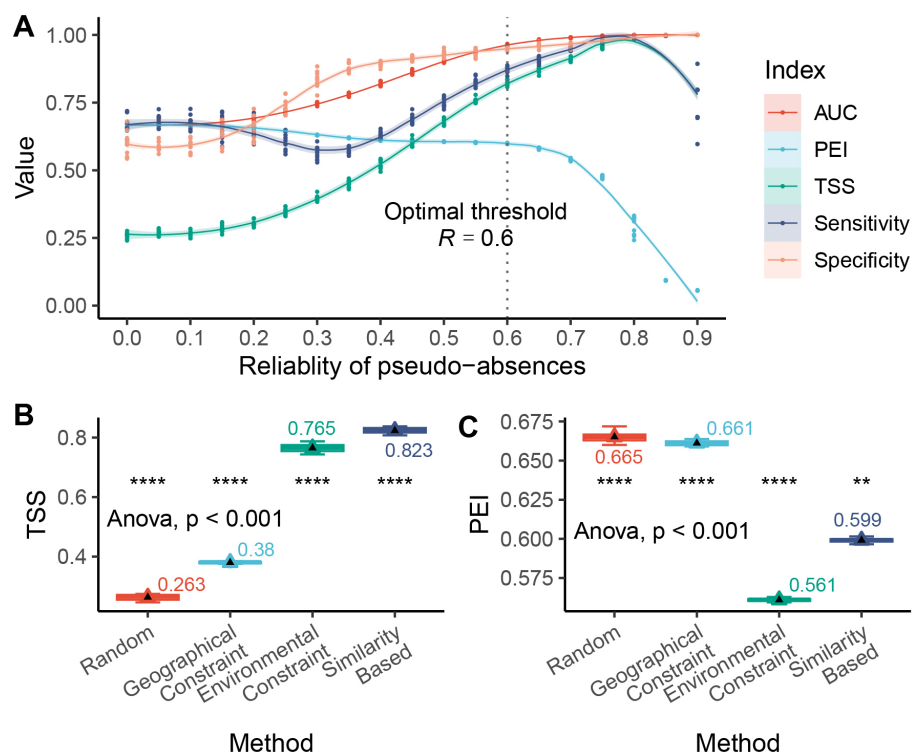 A
1.00
0.75
0.50
0.25
0.00
Value
Optimal threshold
R = 0.6
0.0 0.1 0.2 0.3 0.4 0.5 0.6 0.7 0.8 0.9
Reliablity of pseudo−absences
Index
AUC
PEI
TSS
Sensitivity
Specificity
B
0.8
0.6
0.4
TSS
0.765
0.823
**** **** **** ****
Anova, p < 0.001
0.38
0.263
Random
Geographical
Constraint
Environmental
Constraint
Similarity
Based
Method
C
0.675
0.650
0.625
0.600
0.575
PEI
0.661
0.665
**** **** **** **
0.599
Anova, p < 0.001
0.561
Random
Geographical
Constraint
Environmental
Constraint
Similarity
Based
Method